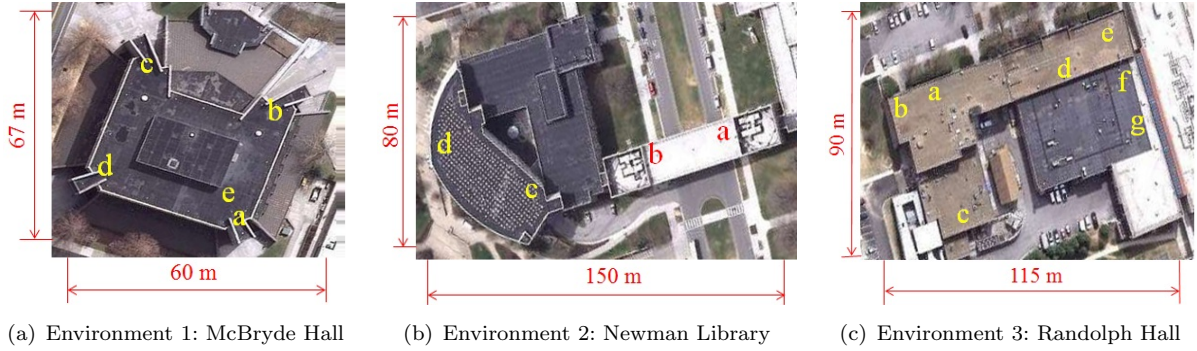 67 m
c
b
d
e
a
60 m
(a) Environment 1: McBryde Hall
80 m
d
a
b
c
150 m
(b) Environment 2: Newman Library
90 m
e
d
f
a
b
g
c
115 m
(c) Environment 3: Randolph Hall